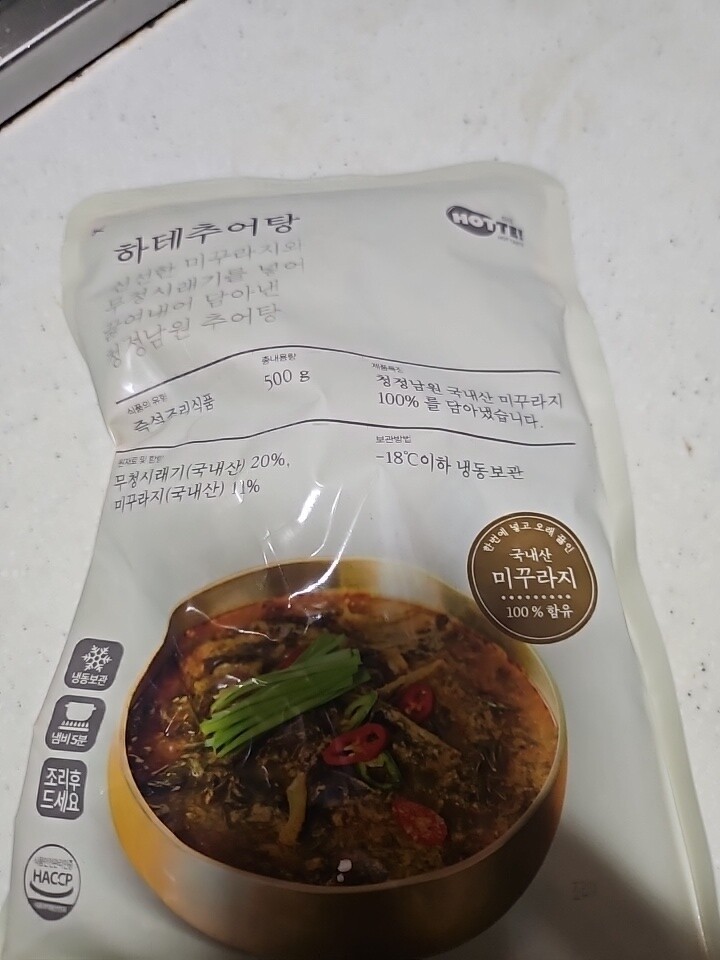 하테추어탕
HOTTE!
신선한 미꾸라지와
무청시래기를 넣어
끓여내어 담아낸
청정남원 추어탕
식품의 유형
즉석조리식품
총내용량
500 g
제품특징
청정남원 국내산 미꾸라지
100% 를 담아냈습니다.
원재료 및 함량
무청시래기(국내산) 20%,
미꾸라지(국내산) 11%
보관방법
-18℃이하 냉동보관
한번에 넣고 오래 끓인
국내산
미꾸라지
100 % 함유
냉동보관
냄비 5분
조리후
드세요
HACCP